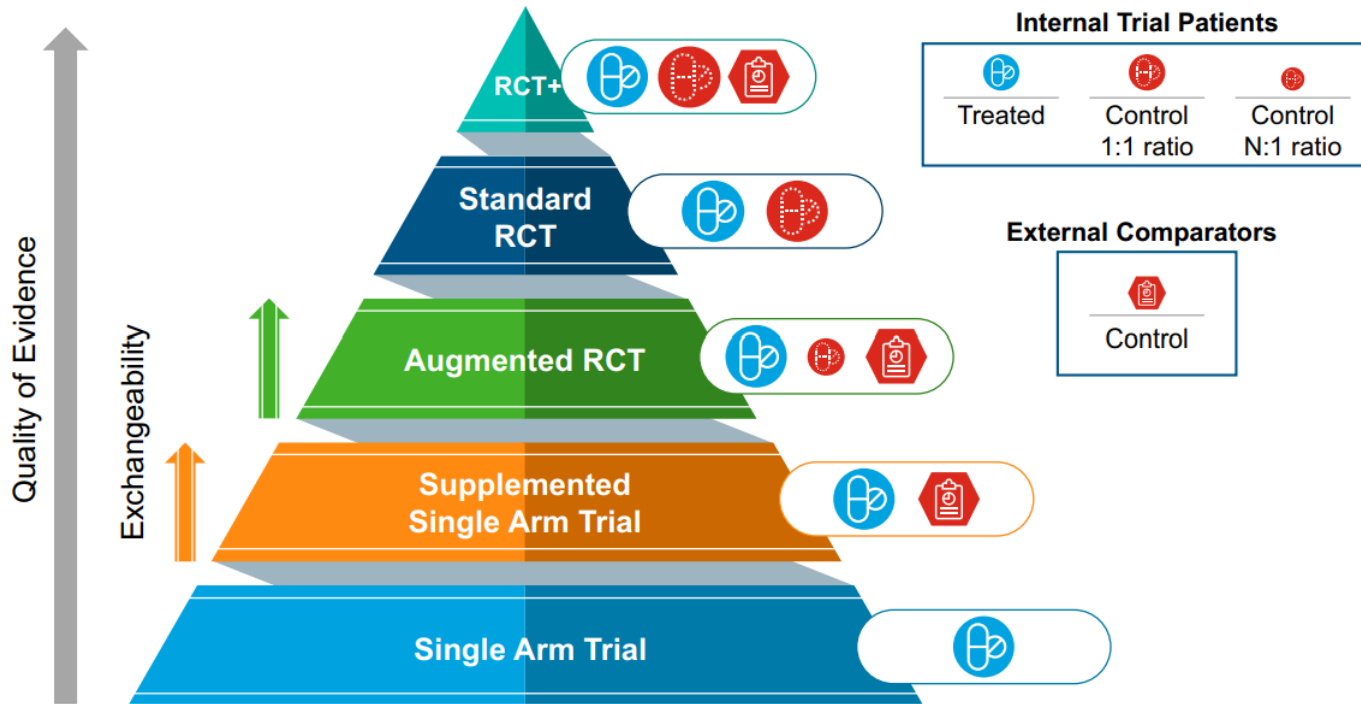 Quality of Evidence
Exchangeability
RCT+
Standard
RCT
Augmented RCT
Supplemented
Single Arm Trial
Single Arm Trial
Internal Trial Patients
Treated
Control
1:1 ratio
Control
N:1 ratio
External Comparators
Control